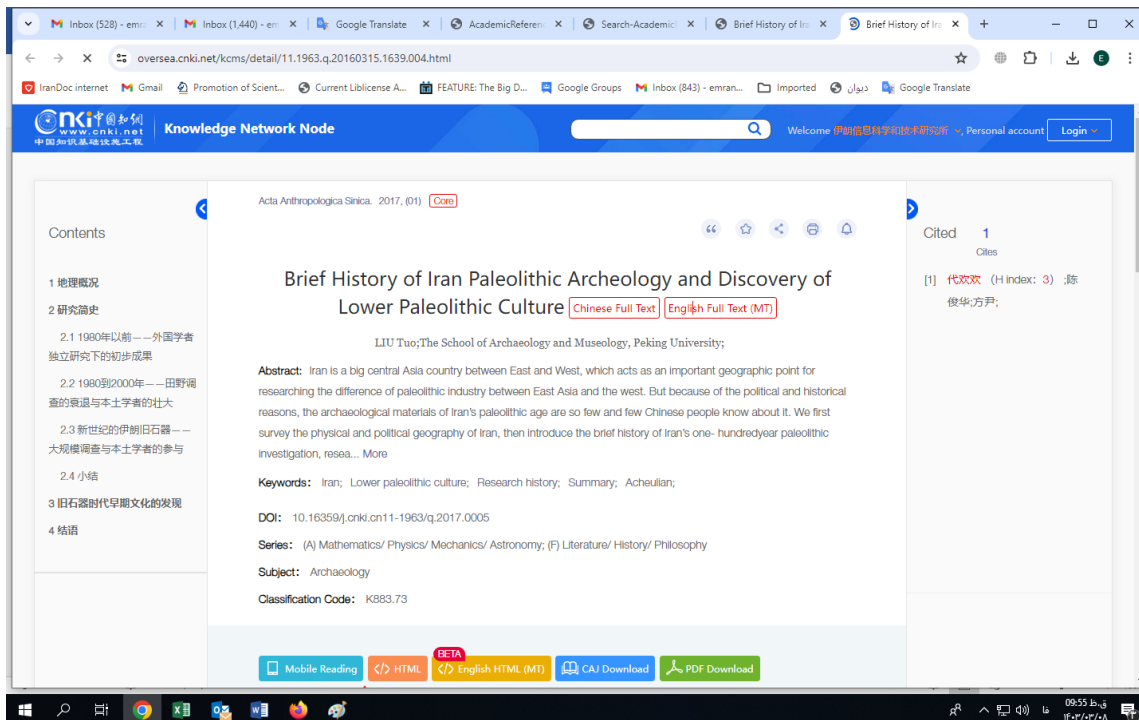 M Inbox (528) - emra
M Inbox (1,440) - em
Google Translate
AcademicReferen
Search-Academic
Brief History of Ira
Brief History of Ira
oversea.cnki.net/kcms/detail/11.1963.q.20160315.1639.004.html
E
IranDoc internet
Gmail
Promotion of Scient...
Current Liblicense A...
FEATURE: The Big D...
Google Groups
Inbox (843) - emran...
Imported
دیوان
Google Translate
cnki 中国知网
www.cnki.net
中国知识基础设施工程
Knowledge Network Node
Welcome 伊朗信息科学和技术研究所 , Personal account
Login
Contents
1 地理概况
2 研究简史
2.1 1980年以前——外国学者
独立研究下的初步成果
2.2 1980到2000年——田野调
查的衰退与本土学者的壮大
2.3 新世纪的伊朗旧石器——
大规模调查与本土学者的参与
2.4 小结
3 旧石器时代早期文化的发现
4 结语
Acta Anthropologica Sinica. 2017, (01) Core
Brief History of Iran Paleolithic Archeology and Discovery of
Lower Paleolithic Culture Chinese Full Text English Full Text (MT)
LIU Tuo;The School of Archaeology and Museology, Peking University;
Abstract: Iran is a big central Asia country between East and West, which acts as an important geographic point for
researching the difference of paleolithic industry between East Asia and the west. But because of the political and historical
reasons, the archaeological materials of Iran's paleolithic age are so few and few Chinese people know about it. We first
survey the physical and political geography of Iran, then introduce the brief history of Iran's one- hundredyear paleolithic
investigation, resea... More
Keywords: Iran; Lower paleolithic culture; Research history; Summary; Acheulian;
DOI: 10.16359/j.cnki.cn11-1963/q.2017.0005
Series: (A) Mathematics/ Physics/ Mechanics/ Astronomy; (F) Literature/ History/ Philosophy
Subject: Archaeology
Classification Code: K883.73
BETA
Mobile Reading
HTML
English HTML (MT)
CAJ Download
PDF Download
Cited 1
Cites
[1] 代欢欢 (H index: 3) ;陈
俊华;方尹;
فا
09:55 ق.ظ
۱۴۰۳/۰۳/۰۸